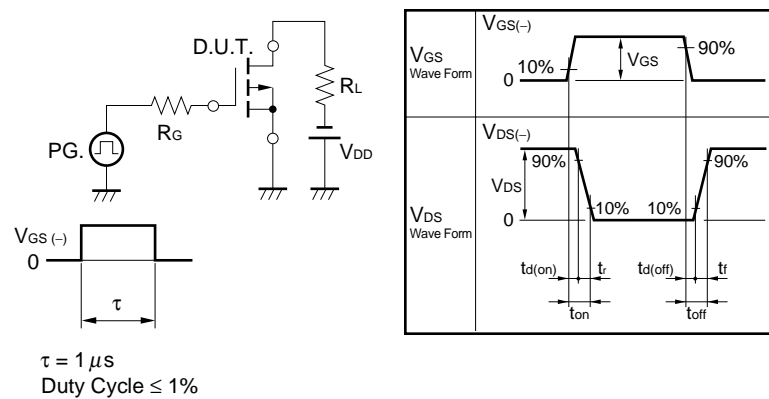 D.U.T.
RG
RL
VDD
PG.
VGS (−)
0
τ
τ = 1 μs
Duty Cycle ≤ 1%
VGS
Wave Form
VGS(−)
10%
VGS
90%
0
VDS
Wave Form
VDS(−)
90%
90%
VDS
10%
10%
0
td(on)
tr
td(off)
tf
ton
toff